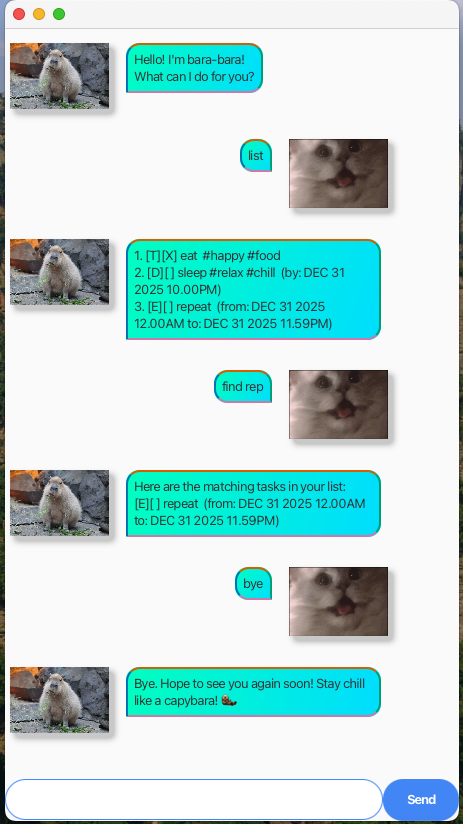 Hello! I'm bara-bara!
What can I do for you?
list
1. [T][X] eat  #happy #food
2. [D][ ] sleep #relax #chill  (by: DEC 31
2025 10.00PM)
3. [E][ ] repeat  (from: DEC 31 2025
12.00AM to: DEC 31 2025 11.59PM)
find rep
Here are the matching tasks in your list:
[E][ ] repeat  (from: DEC 31 2025 12.00AM
to: DEC 31 2025 11.59PM)
bye
Bye. Hope to see you again soon! Stay chill
like a capybara!
Send